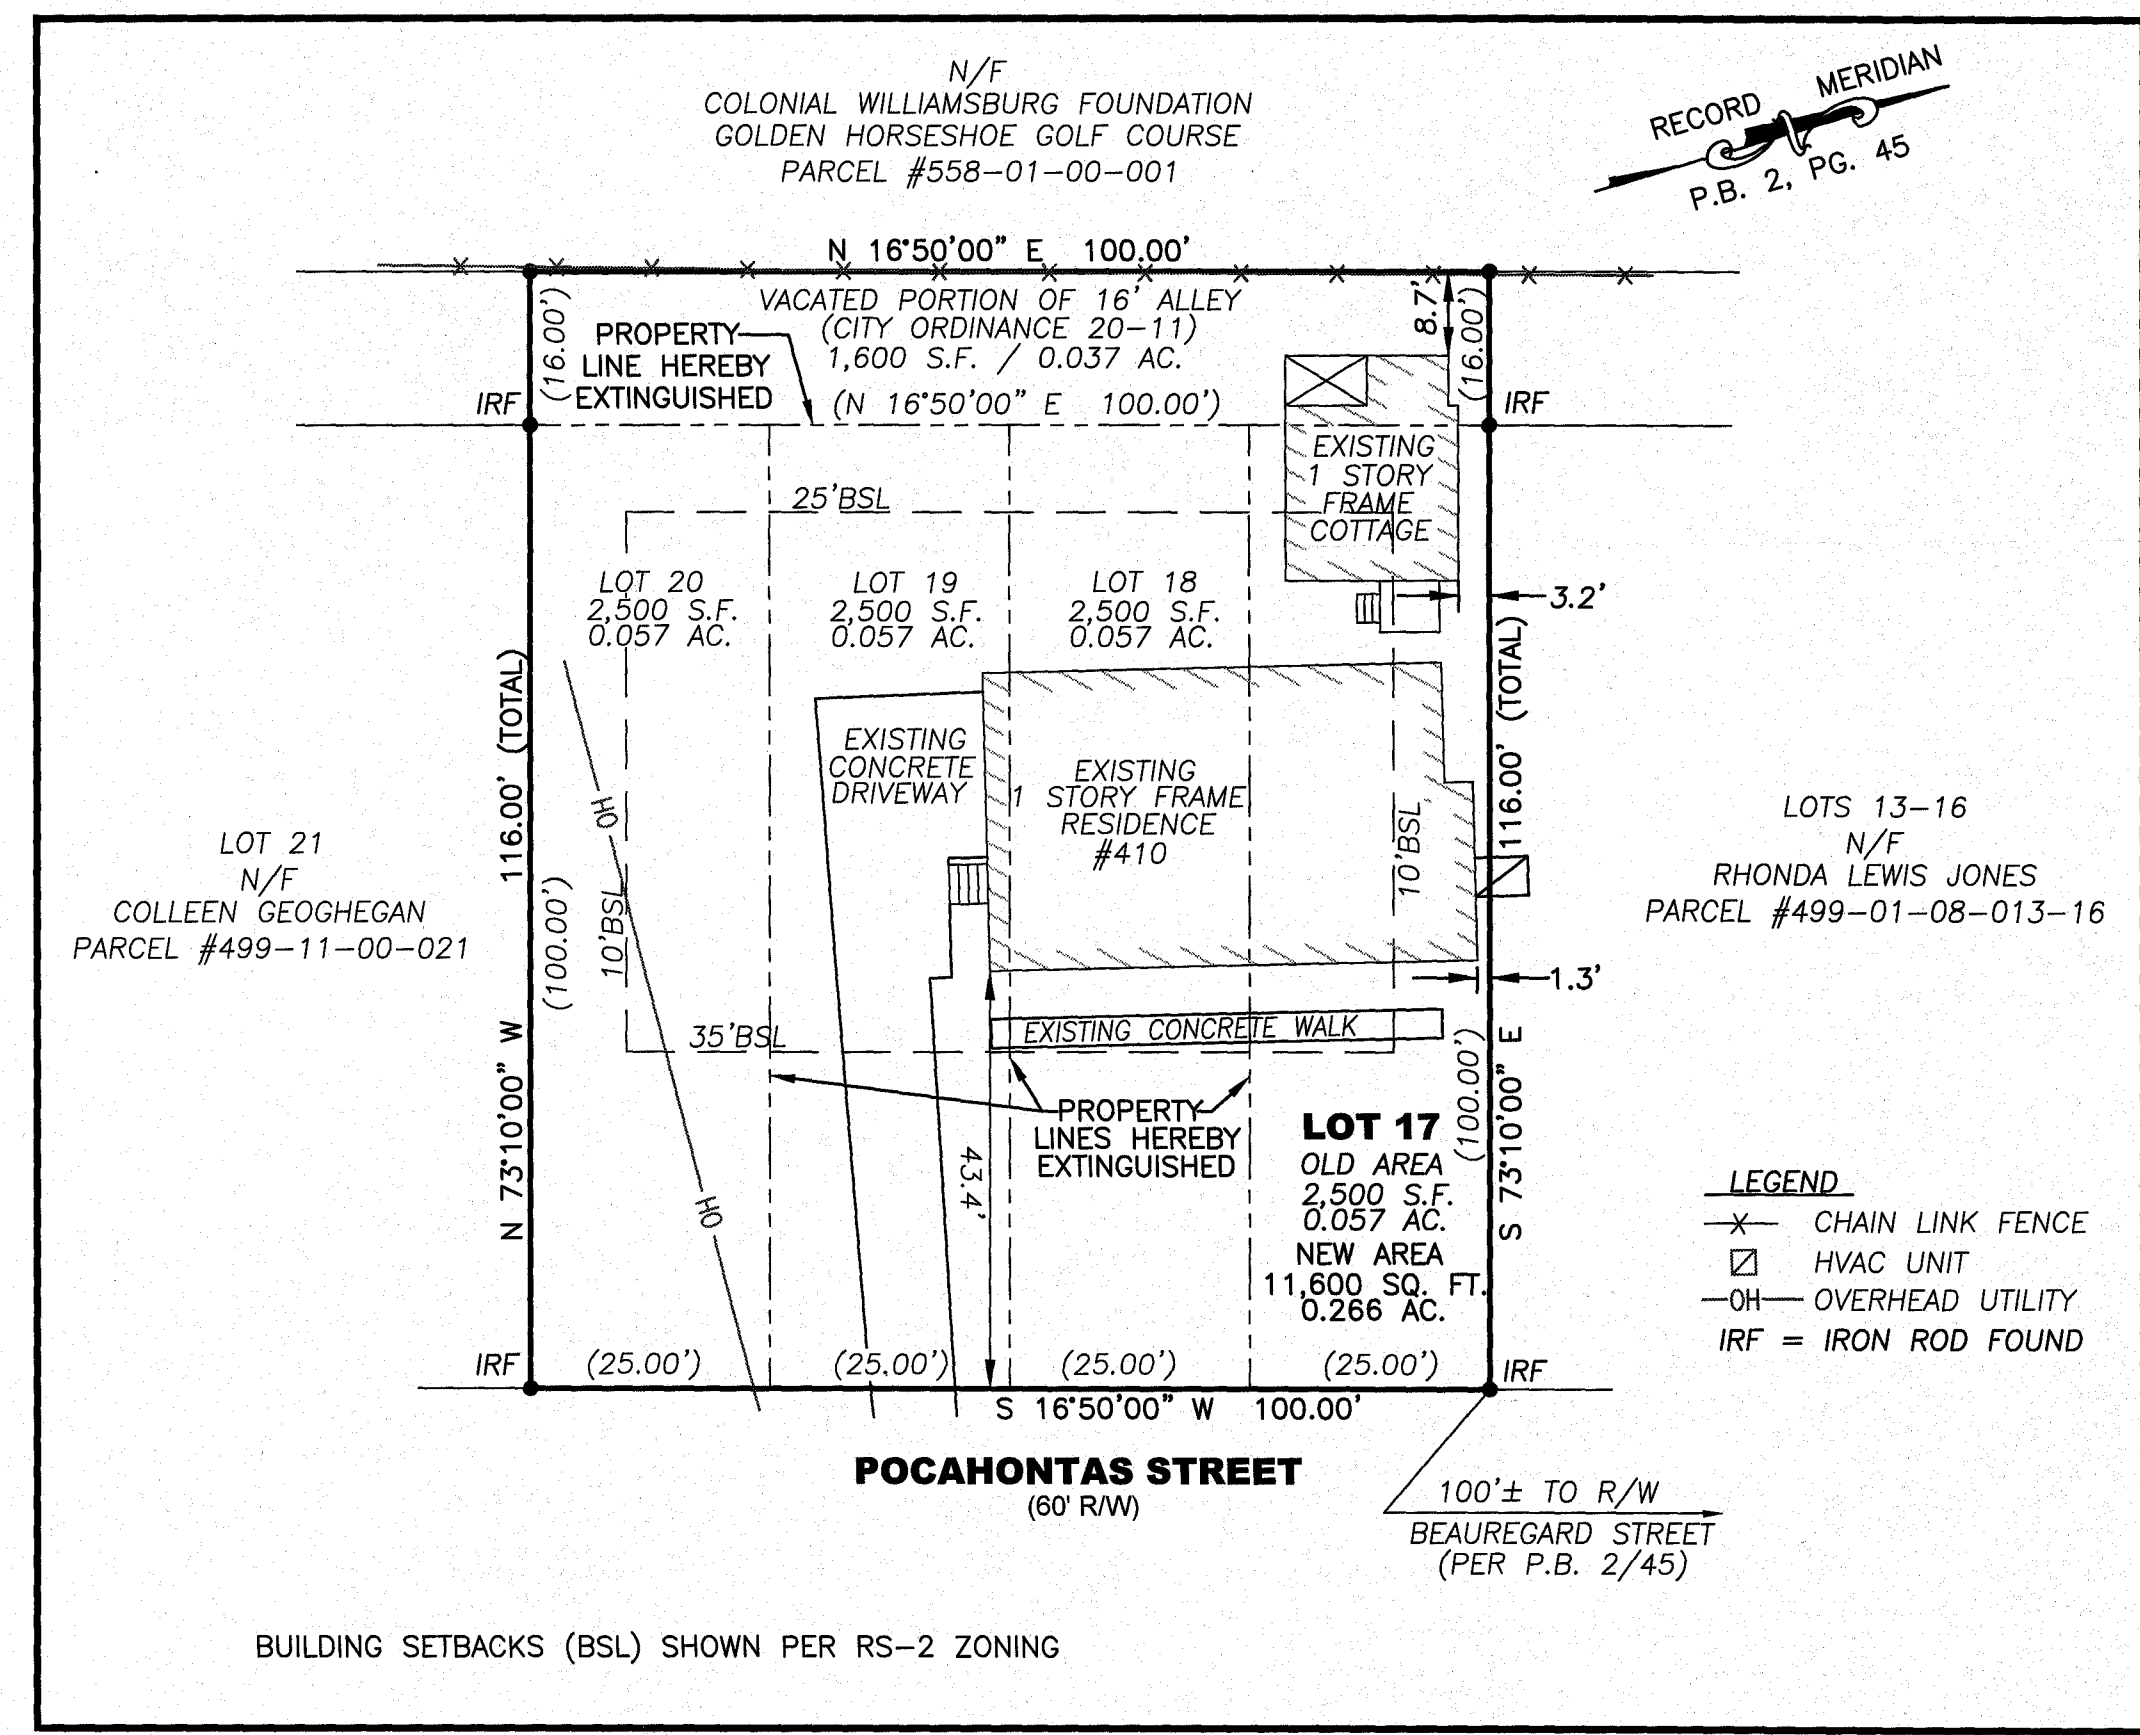 N/F
COLONIAL WILLIAMSBURG FOUNDATION
GOLDEN HORSESHOE GOLF COURSE
PARCEL #558-01-00-001
RECORD MERIDIAN
P.B. 2, PG. 45
N 16°50'00" E 100.00'
VACATED PORTION OF 16' ALLEY
(CITY ORDINANCE 20-11)
1,600 S.F. / 0.037 AC.
(16.00')
PROPERTY
LINE HEREBY
EXTINGUISHED
8.7'
(16.00')
IRF
(N 16°50'00" E 100.00')
IRF
EXISTING
1 STORY
FRAME
COTTAGE
25'BSL
LOT 20
2,500 S.F.
0.057 AC.
LOT 19
2,500 S.F.
0.057 AC.
LOT 18
2,500 S.F.
0.057 AC.
3.2'
N 73°10'00" W 116.00' (TOTAL)
(100.00')
OH
10'BSL
EXISTING
CONCRETE
DRIVEWAY
EXISTING
1 STORY FRAME
RESIDENCE
#410
10'BSL
S 73°10'00" E 116.00' (TOTAL)
LOT 21
N/F
COLLEEN GEOGHEGAN
PARCEL #499-11-00-021
LOTS 13-16
N/F
RHONDA LEWIS JONES
PARCEL #499-01-08-013-16
1.3'
EXISTING CONCRETE WALK
35'BSL
(100.00')
PROPERTY
LINES HEREBY
EXTINGUISHED
43.4'
OH
LOT 17
OLD AREA
2,500 S.F.
0.057 AC.
NEW AREA
11,600 SQ. FT.
0.266 AC.
LEGEND
X CHAIN LINK FENCE
HVAC UNIT
OH OVERHEAD UTILITY
IRF = IRON ROD FOUND
IRF
(25.00')
(25.00')
(25.00')
(25.00')
IRF
S 16°50'00" W 100.00'
POCAHONTAS STREET
(60' R/W)
100'± TO R/W
BEAUREGARD STREET
(PER P.B. 2/45)
BUILDING SETBACKS (BSL) SHOWN PER RS-2 ZONING